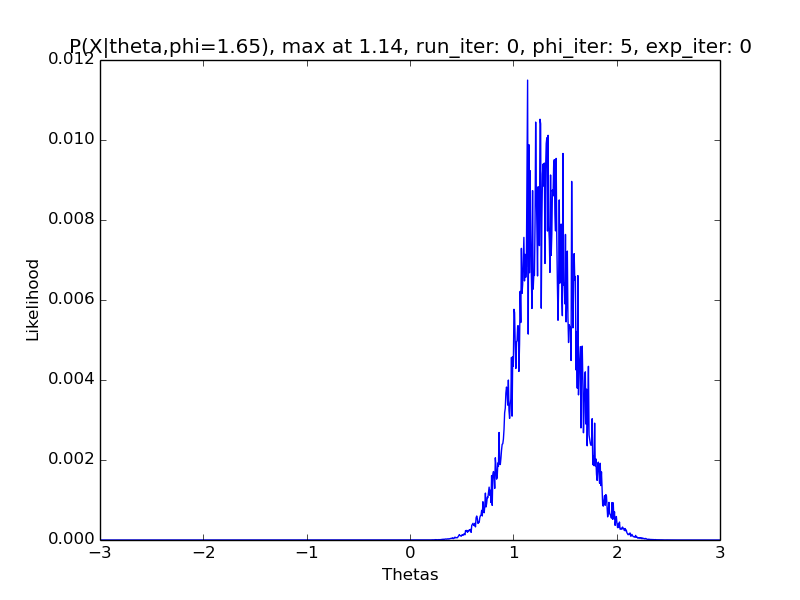 P(X|theta,phi=1.65), max at 1.14, run_iter: 0, phi_iter: 5, exp_iter: 0
0.012
0.010
0.008
0.006
0.004
0.002
0.000
Likelihood
−3 −2 −1 0 1 2 3
Thetas